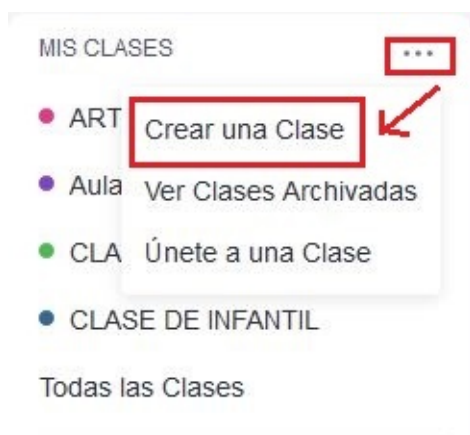 MIS CLASES ...
ART
Crear una Clase
Aula
Ver Clases Archivadas
CLA
Únete a una Clase
CLASE DE INFANTIL
Todas las Clases